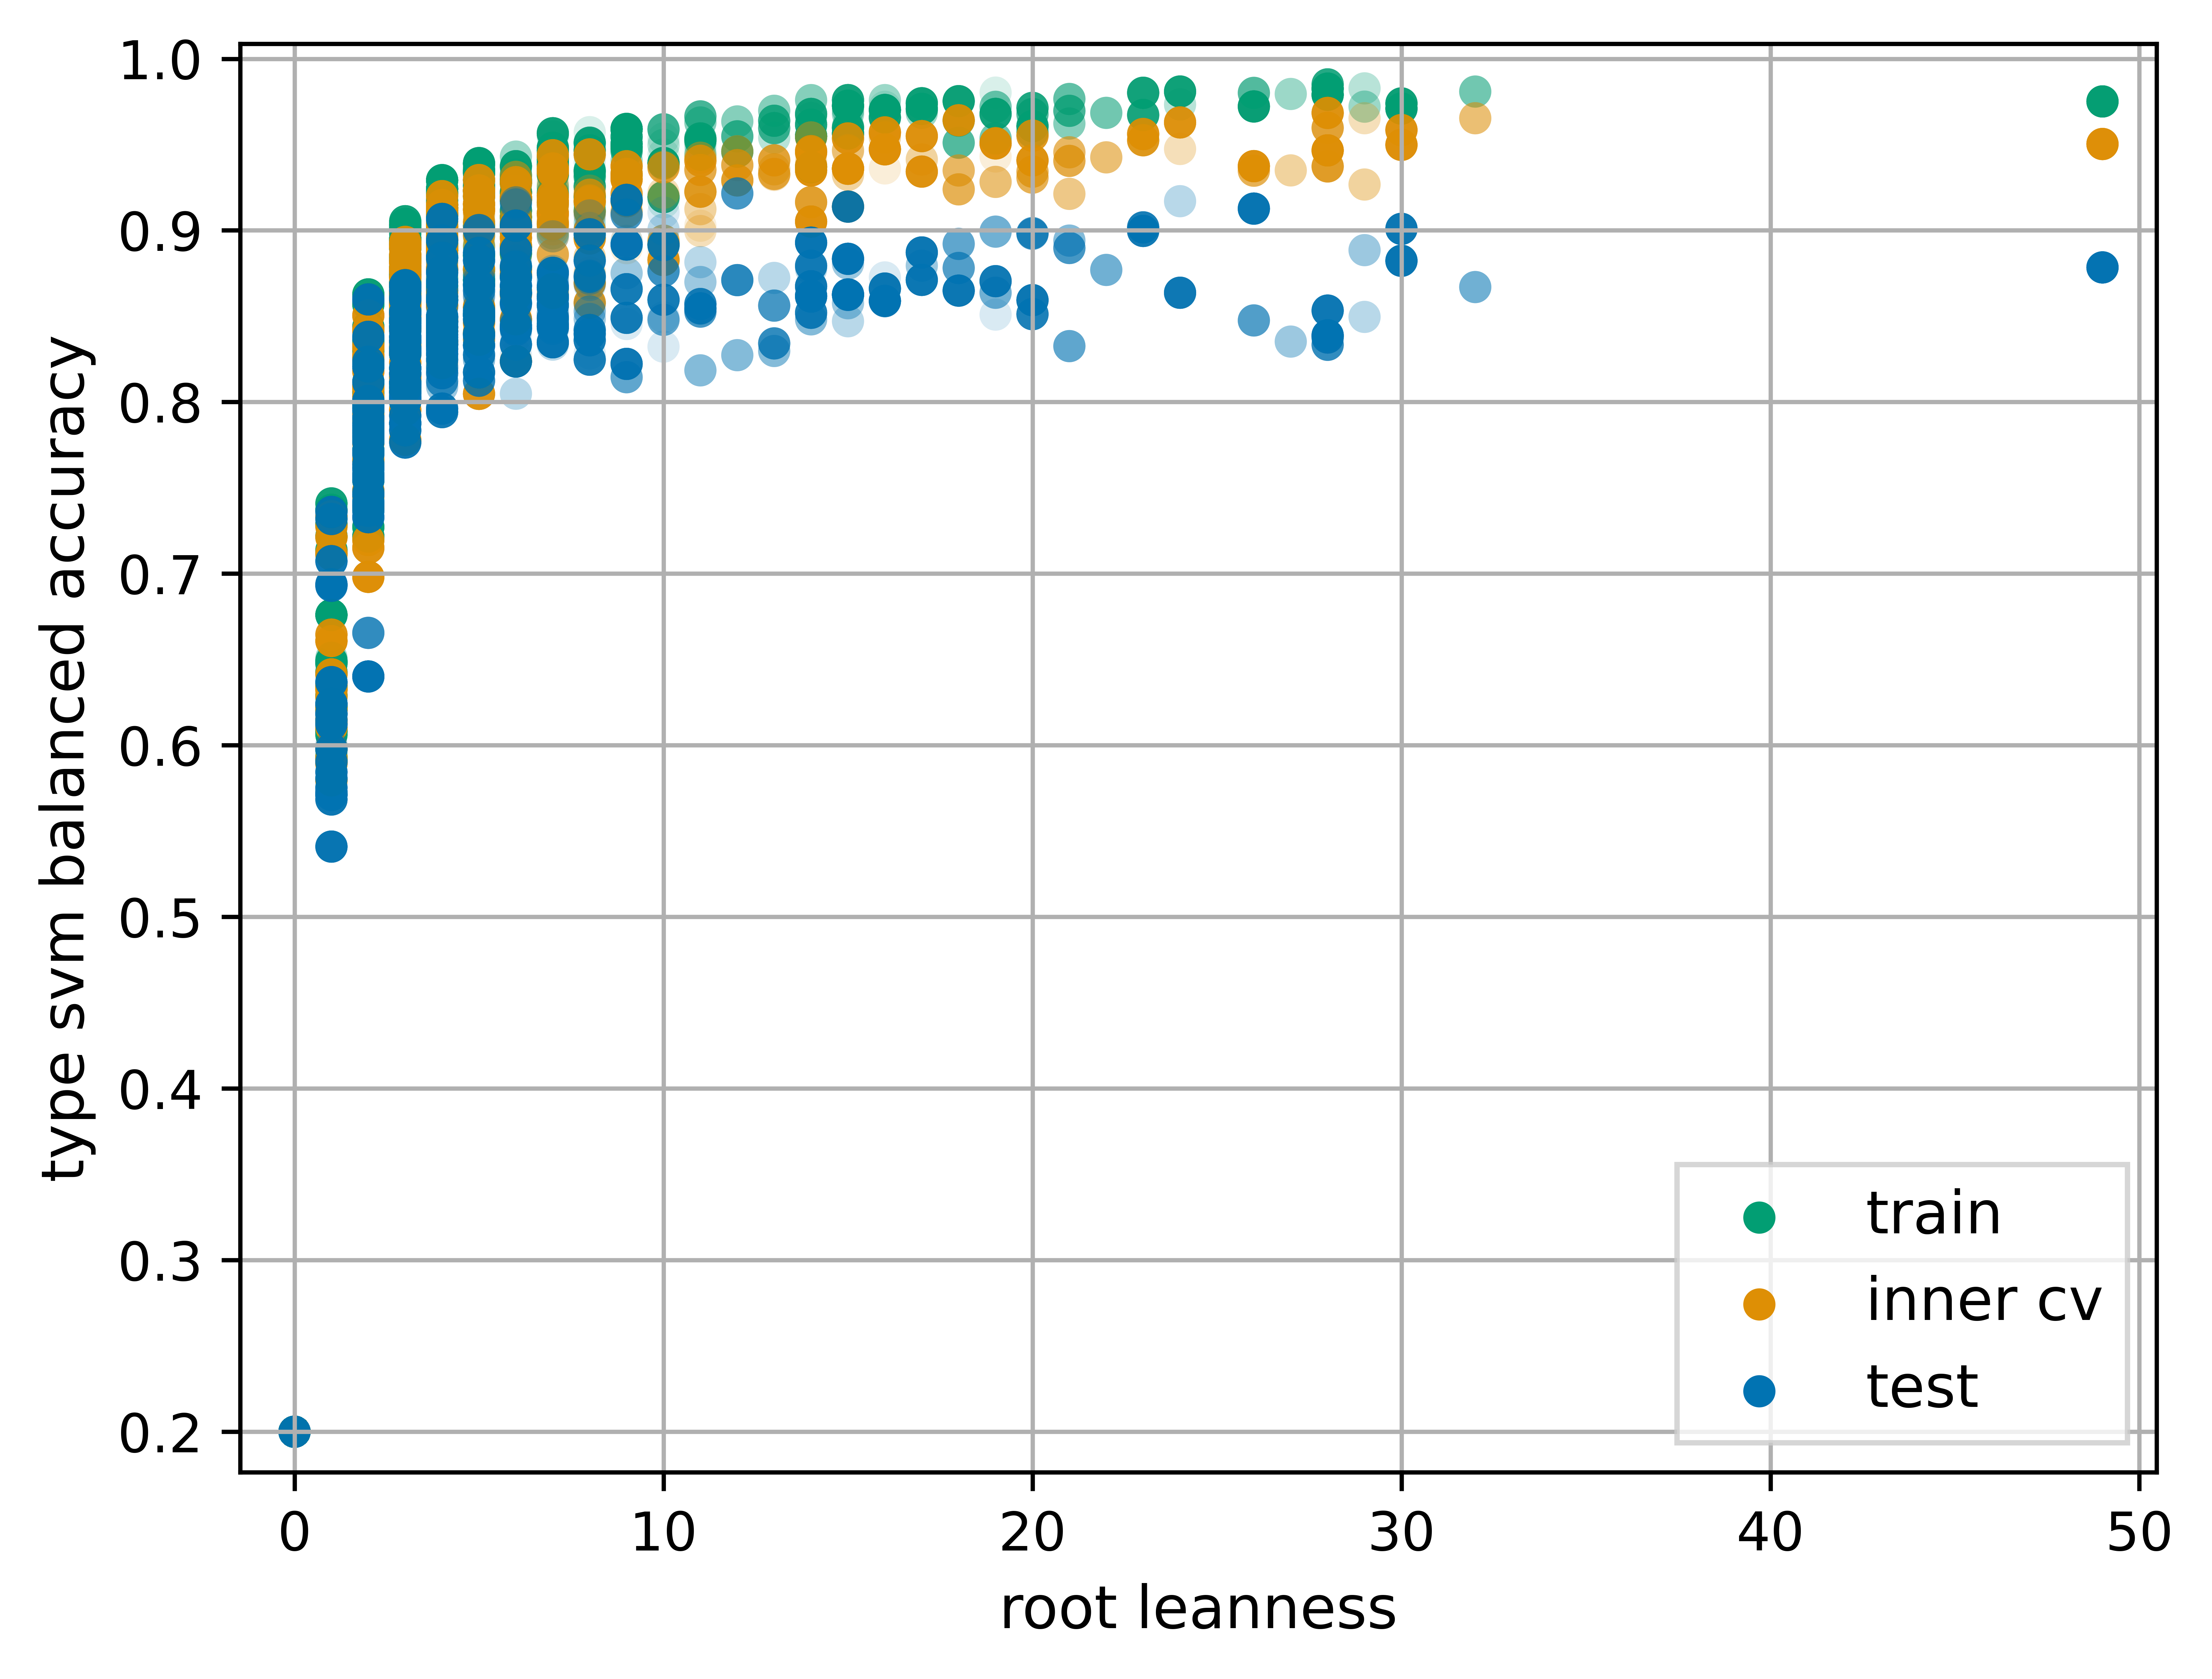 1.0
0.9
0.8
0.7
0.6
0.5
0.4
0.3
0.2
type svm balanced accuracy
train
inner cv
test
0 10 20 30 40 50
root leanness